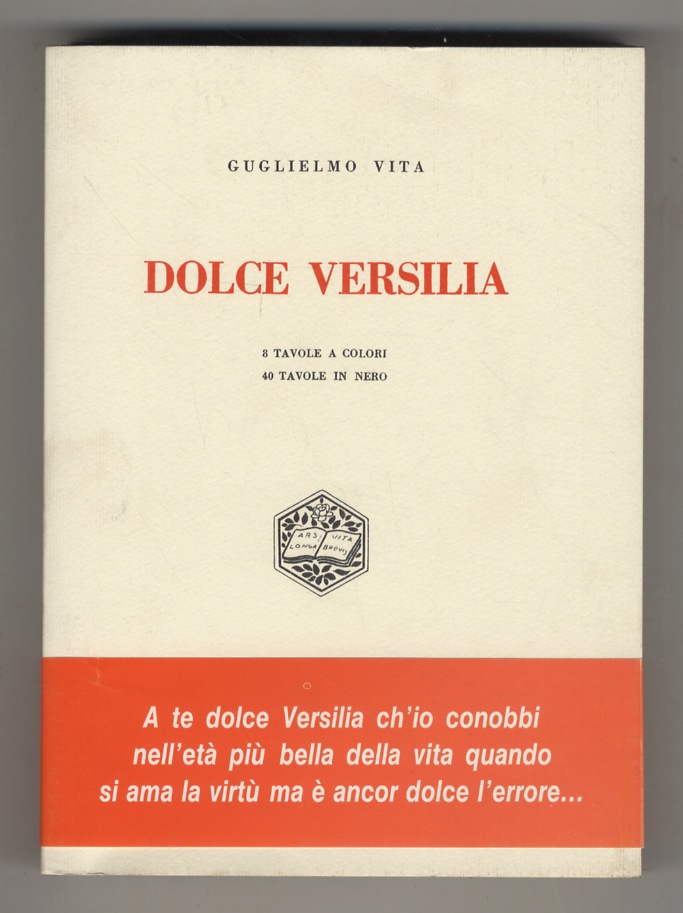 GUGLIELMO VITA
DOLCE VERSILIA
8 TAVOLE A COLORI
40 TAVOLE IN NERO
ARS VITA
LONGA BREVIS
A te dolce Versilia ch'io conobbi
nell'età più bella della vita quando
si ama la virtù ma è ancor dolce l'errore...